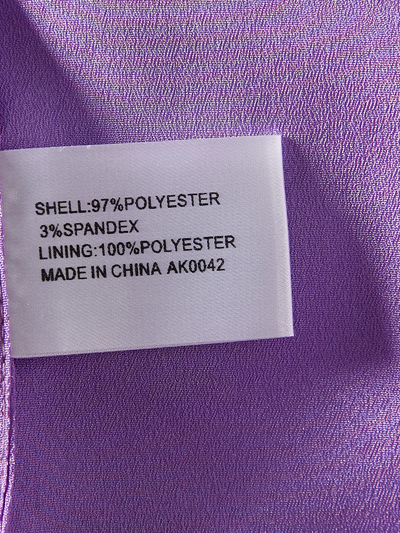 SHELL:97%POLYESTER
3%SPANDEX
LINING:100%POLYESTER
MADE IN CHINA AK0042